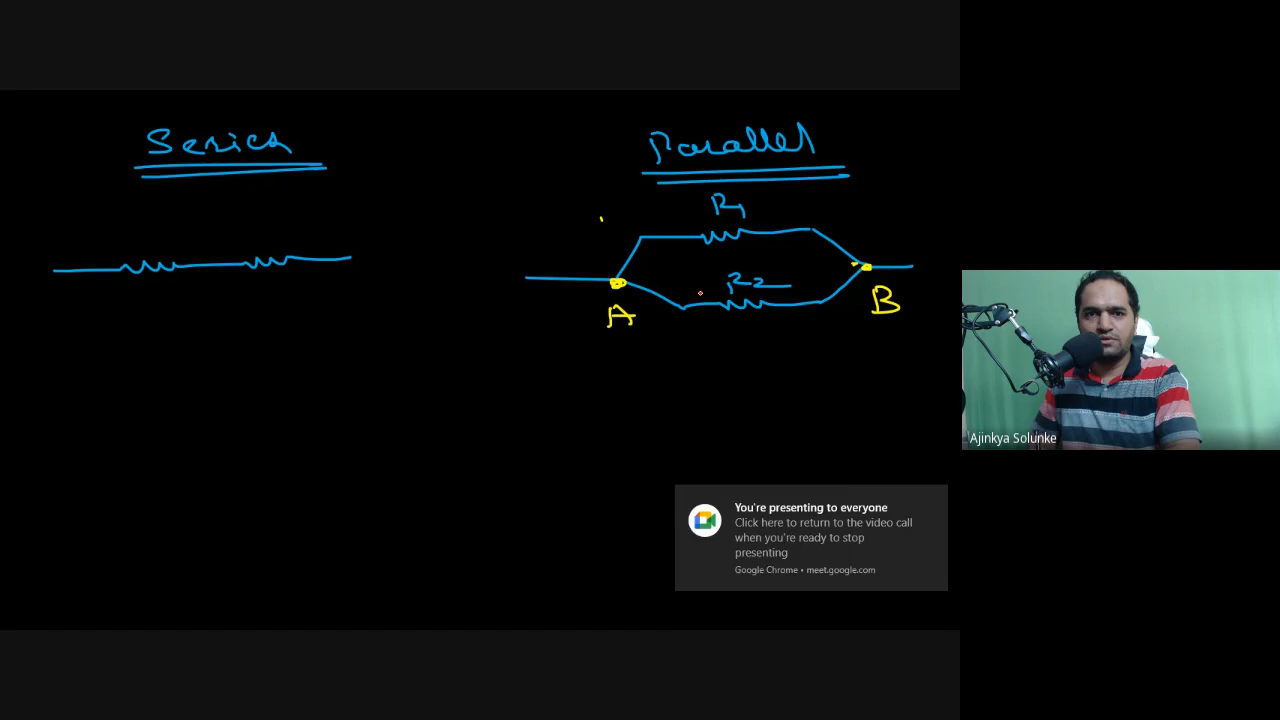 Series
Parallel
R1
R2
A
B
Ajinkya Solunke
You're presenting to everyone
Click here to return to the video call
when you're ready to stop
presenting
Google Chrome • meet.google.com